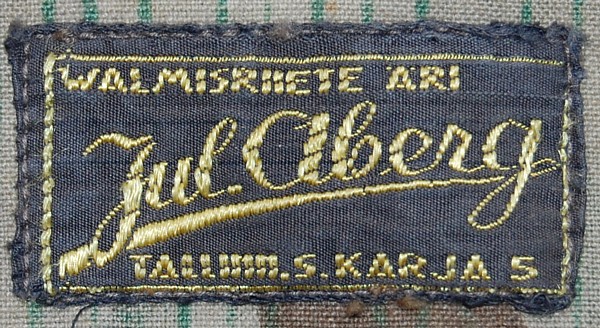 WALMISRIIETE ÄRI
Jul. Åberg
TALLINN. S. KARJA 5